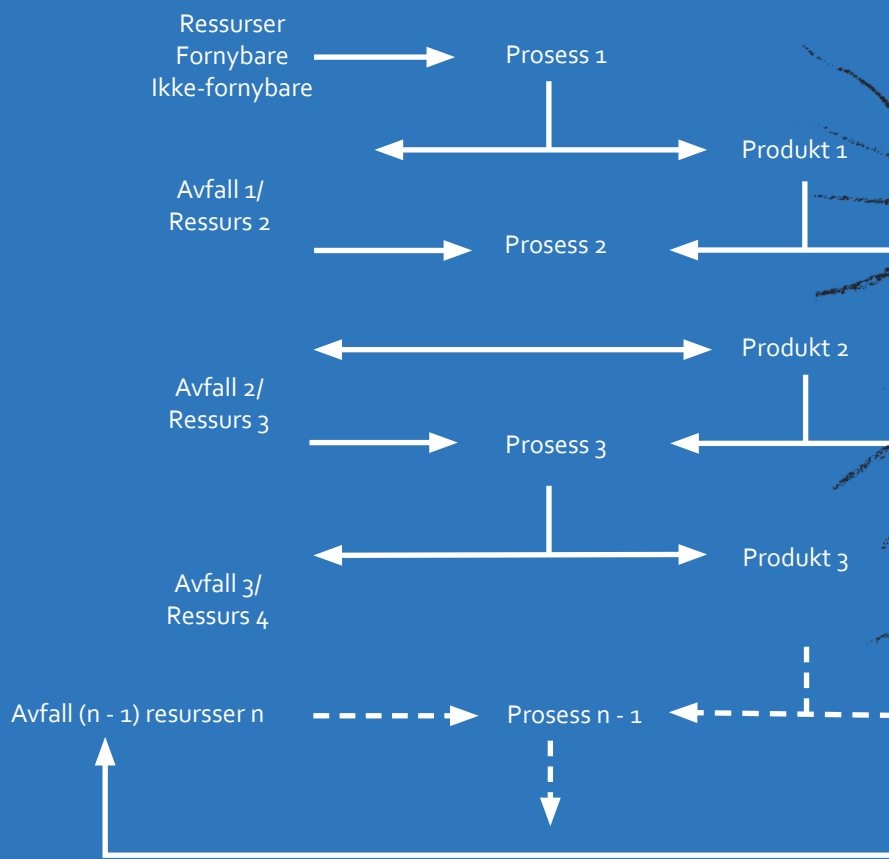 Ressurser
Fornybare
Ikke-fornybare
Prosess 1
Produkt 1
Avfall 1/
Ressurs 2
Prosess 2
Produkt 2
Avfall 2/
Ressurs 3
Prosess 3
Produkt 3
Avfall 3/
Ressurs 4
Avfall (n - 1) resursser n
Prosess n - 1